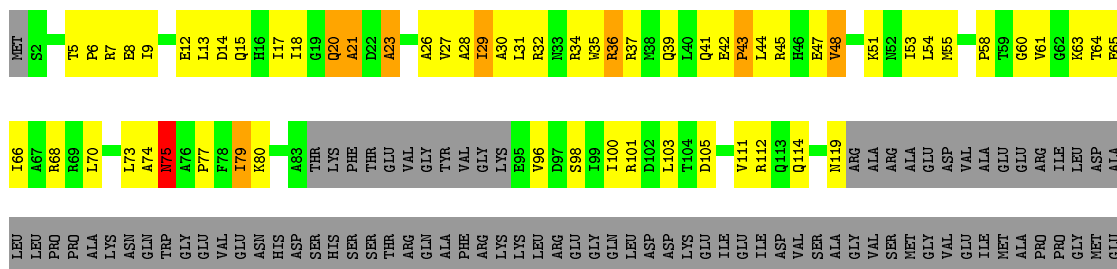 MET S2 T5 P6 R7 E8 I9 E12 L13 D14 Q15 H16 I17 I18 G19 Q20 A21 D22 A23 A26 V27 A28 I29 A30 L31 R32 N33 R34 W35 R36 R37 M38 Q39 L40 Q41 E42 P43 L44 R45 H46 E47 V48 K51 N52 I53 L54 M55 P58 T59 G60 V61 G62 K63 T64 E65
I66 A67 R68 R69 L70 L73 A74 N75 A76 P77 F78 I79 K80 A83 THR LYS PHE THR GLU VAL GLY TYR VAL GLY LYS E95 V96 D97 S98 I99 I100 R101 D102 L103 T104 D105 V111 R112 Q113 Q114 N119 ARG ALA ARG ALA GLU ASP VAL ALA GLU GLU ARG ILE LEU ASP ALA
LEU LEU PRO PRO ALA LYS ASN GLN TRP GLY GLU VAL GLU ASN HIS ASP SER HIS SER SER THR ARG GLN ALA PHE ARG LYS LYS LEU ARG GLU GLY GLN LEU ASP ASP LYS GLU ILE GLU ILE ASP VAL SER ALA GLY VAL SER MET GLY VAL GLU ILE MET ALA PRO PRO GLY MET GLU